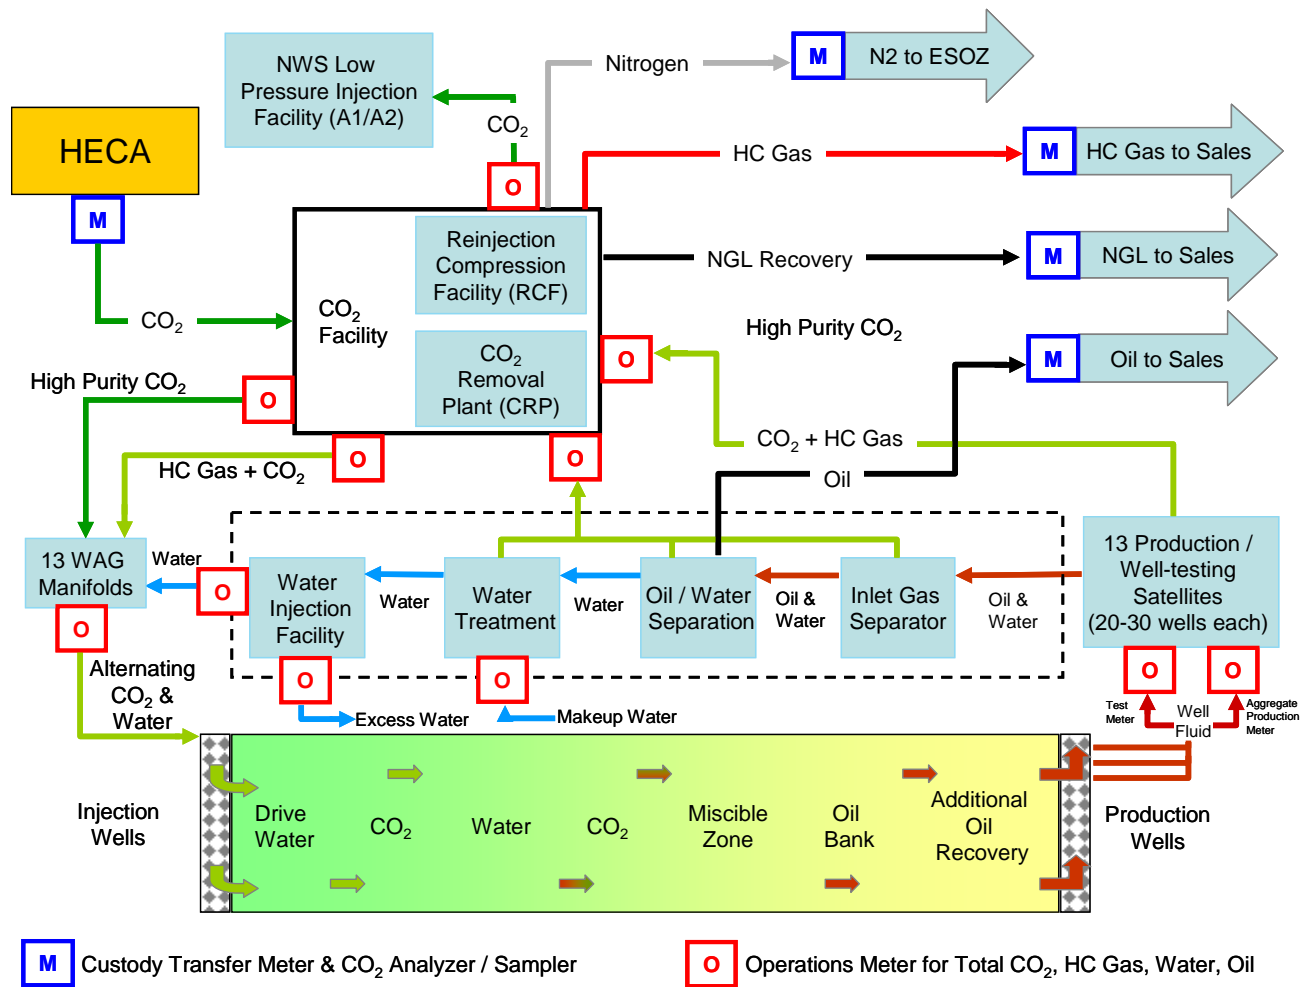 NWS Low
Pressure Injection
Facility (A1/A2)
Nitrogen
M
N2 to ESOZ
HECA
M
CO2
O
HC Gas
M
HC Gas to Sales
Reinjection
Compression
Facility (RCF)
NGL Recovery
M
NGL to Sales
CO2
CO2
Facility
High Purity CO2
CO2
Removal
Plant (CRP)
O
M
Oil to Sales
High Purity CO2
O
HC Gas + CO2
O
O
CO2 + HC Gas
Oil
13 WAG
Manifolds
Water
O
Water
Injection
Facility
Water
Water
Treatment
Water
Oil / Water
Separation
Oil &
Water
Inlet Gas
Separator
Oil &
Water
13 Production /
Well-testing
Satellites
(20-30 wells each)
O
O
O
O
O
Alternating
CO2 &
Water
Excess Water
Makeup Water
Test
Meter
Well
Fluid
Aggregate
Production
Meter
Injection
Wells
Drive
Water
CO2
Water
CO2
Miscible
Zone
Oil
Bank
Additional
Oil
Recovery
Production
Wells
M
Custody Transfer Meter & CO2 Analyzer / Sampler
O
Operations Meter for Total CO2, HC Gas, Water, Oil